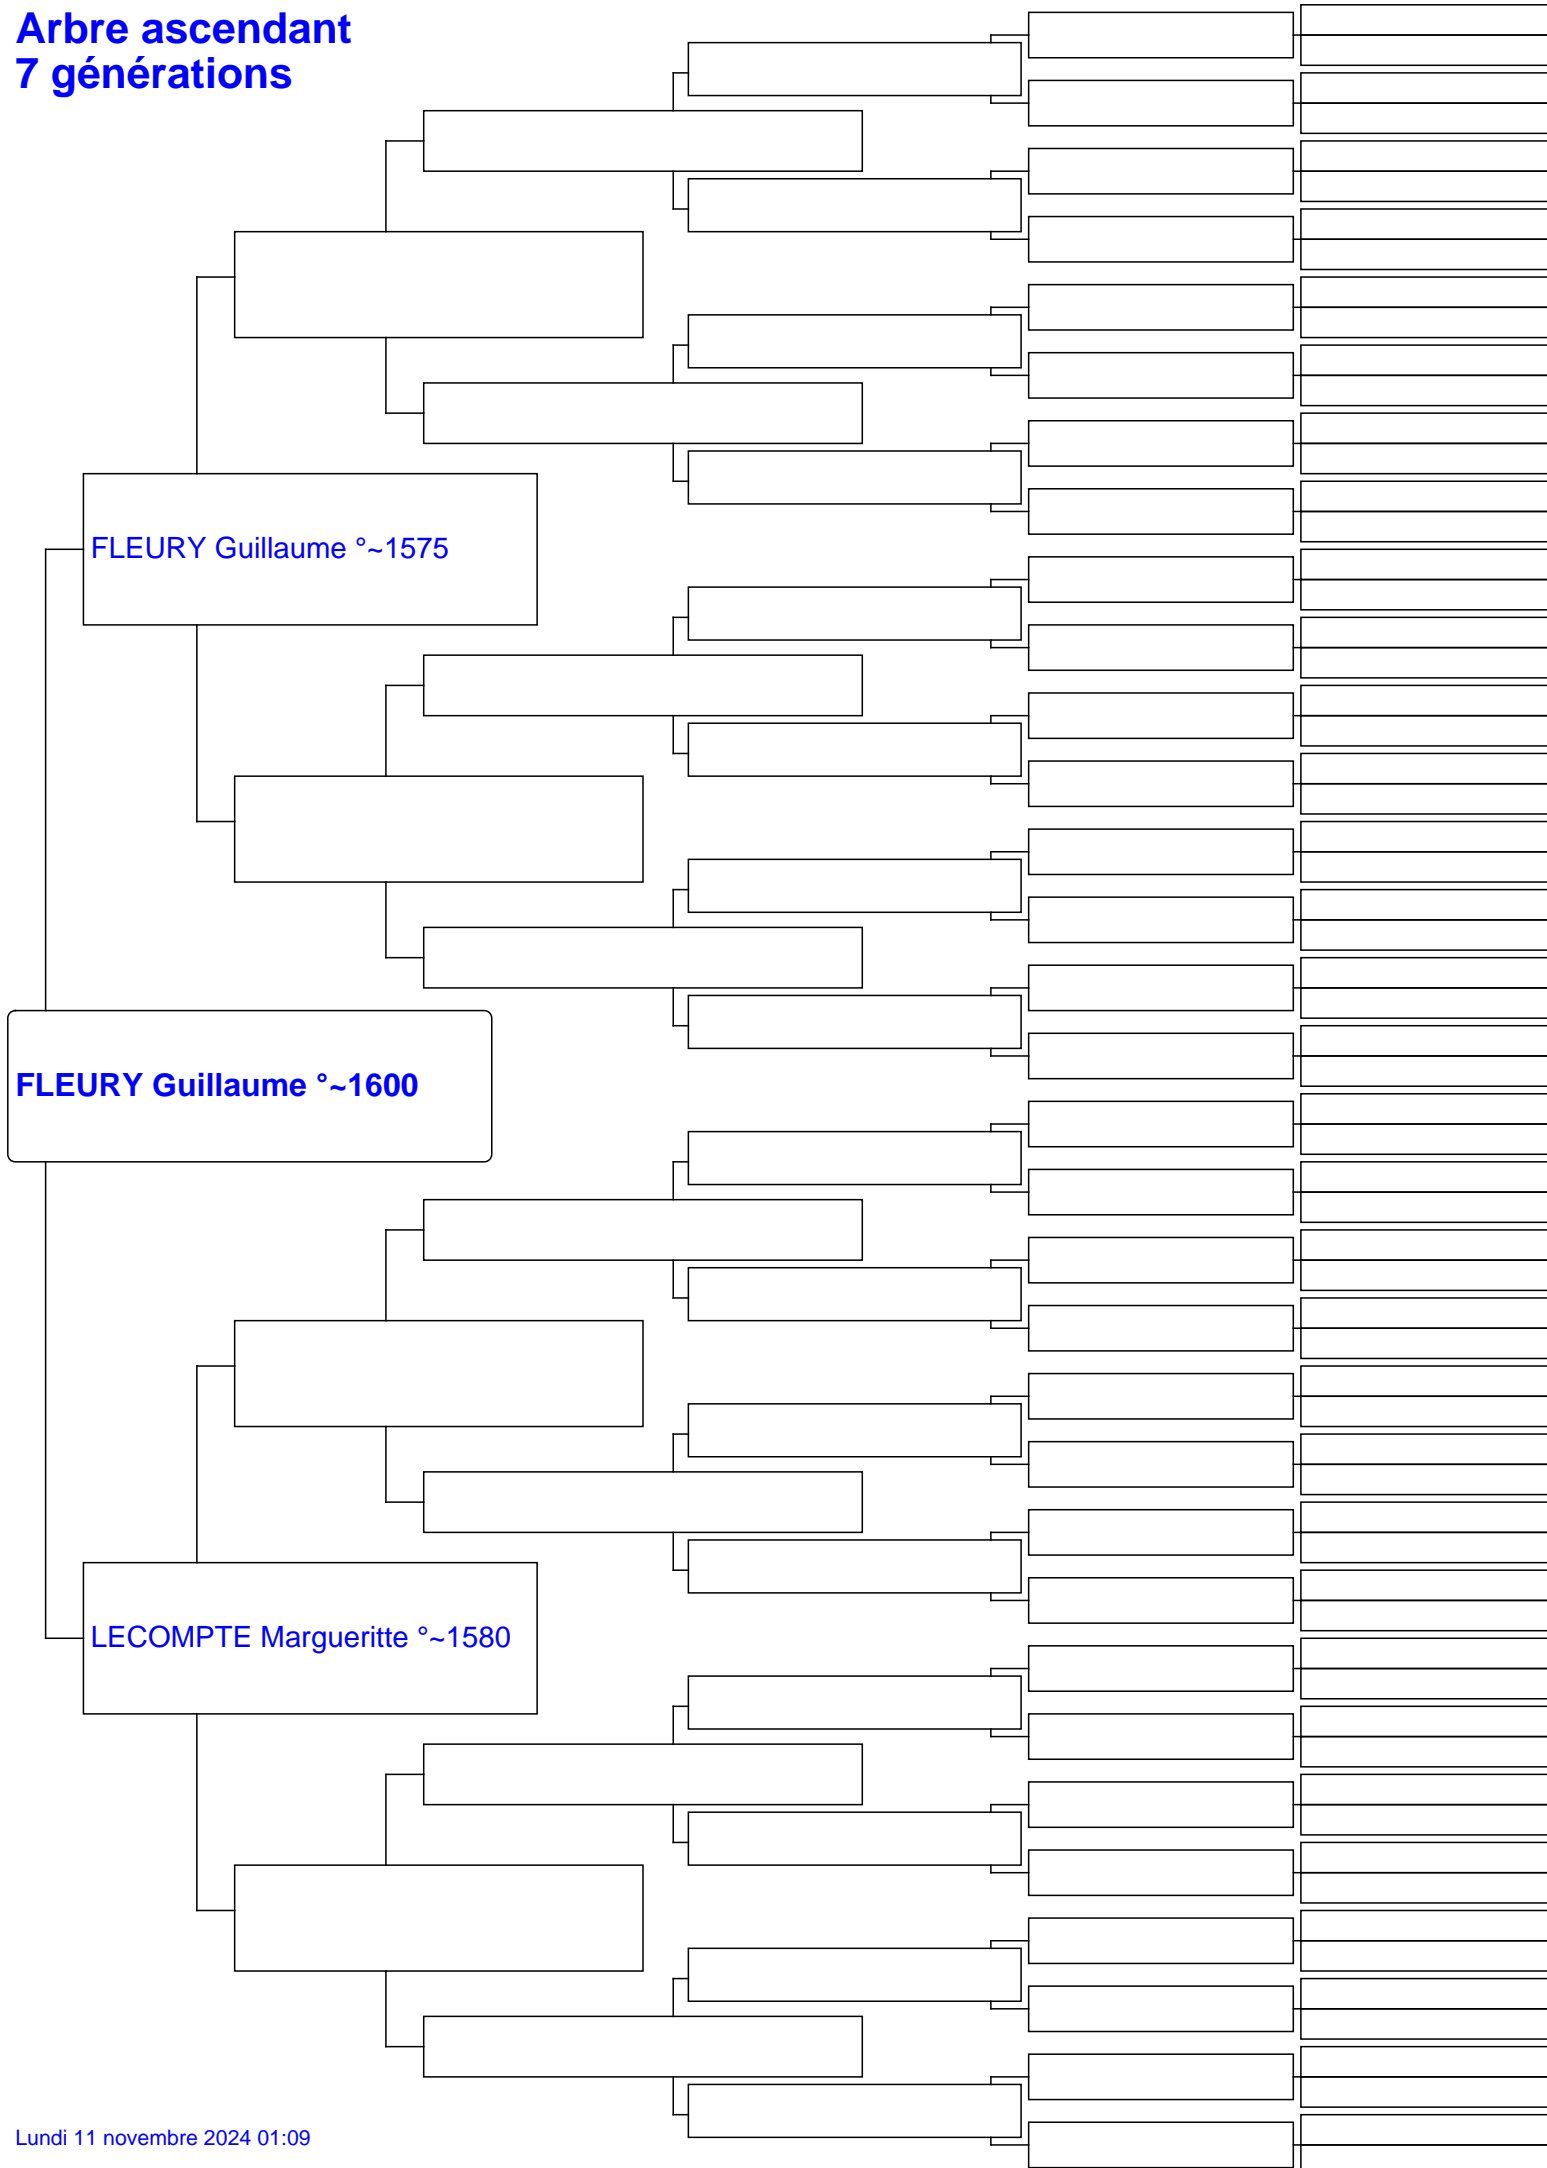 Arbre ascendant
7 générations
FLEURY Guillaume °~1575
FLEURY Guillaume °~1600
LECOMPTE Margueritte °~1580
Lundi 11 novembre 2024 01:09